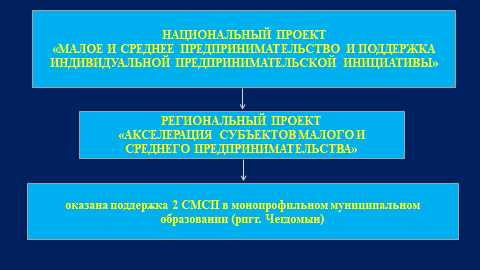 НАЦИОНАЛЬНЫЙ ПРОЕКТ
«МАЛОЕ И СРЕДНЕЕ ПРЕДПРИНИМАТЕЛЬСТВО И ПОДДЕРЖКА
ИНДИВИДУАЛЬНОЙ ПРЕДПРИНИМАТЕЛЬСКОЙ ИНИЦИАТИВЫ»
РЕГИОНАЛЬНЫЙ ПРОЕКТ
«АКСЕЛЕРАЦИЯ СУБЪЕКТОВ МАЛОГО И
СРЕДНЕГО ПРЕДПРИНИМАТЕЛЬСТВА»
оказана поддержка 2 СМСП в монопрофильном муниципальном
образовании (рпгт. Чегдомын)